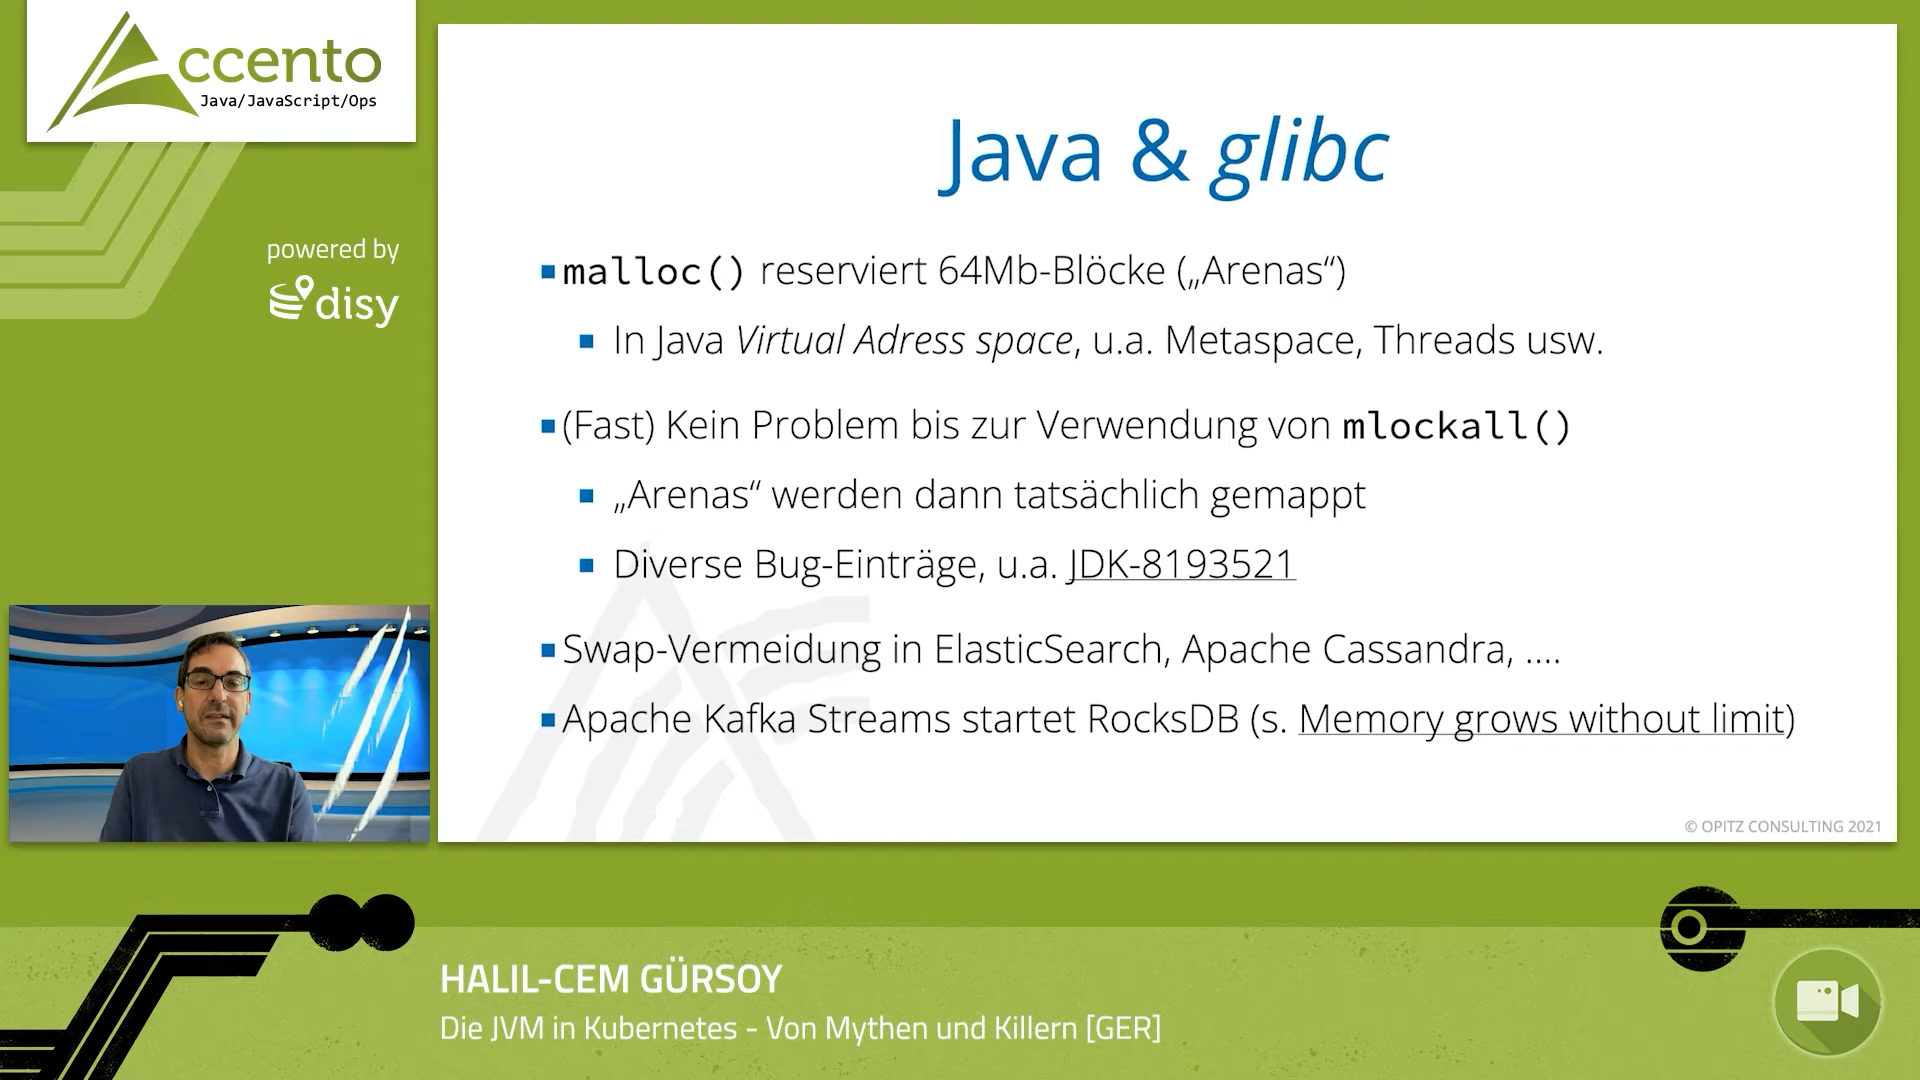 Accento
Java/JavaScript/Ops
powered by
disy
Java & glibc
malloc() reserviert 64Mb-Blöcke („Arenas“)
In Java Virtual Adress space, u.a. Metaspace, Threads usw.
(Fast) Kein Problem bis zur Verwendung von mlockall()
„Arenas“ werden dann tatsächlich gemappt
Diverse Bug-Einträge, u.a. JDK-8193521
Swap-Vermeidung in ElasticSearch, Apache Cassandra, ....
Apache Kafka Streams startet RocksDB (s. Memory grows without limit)
© OPITZ CONSULTING 2021
HALIL-CEM GÜRSOY
Die JVM in Kubernetes - Von Mythen und Killern [GER]